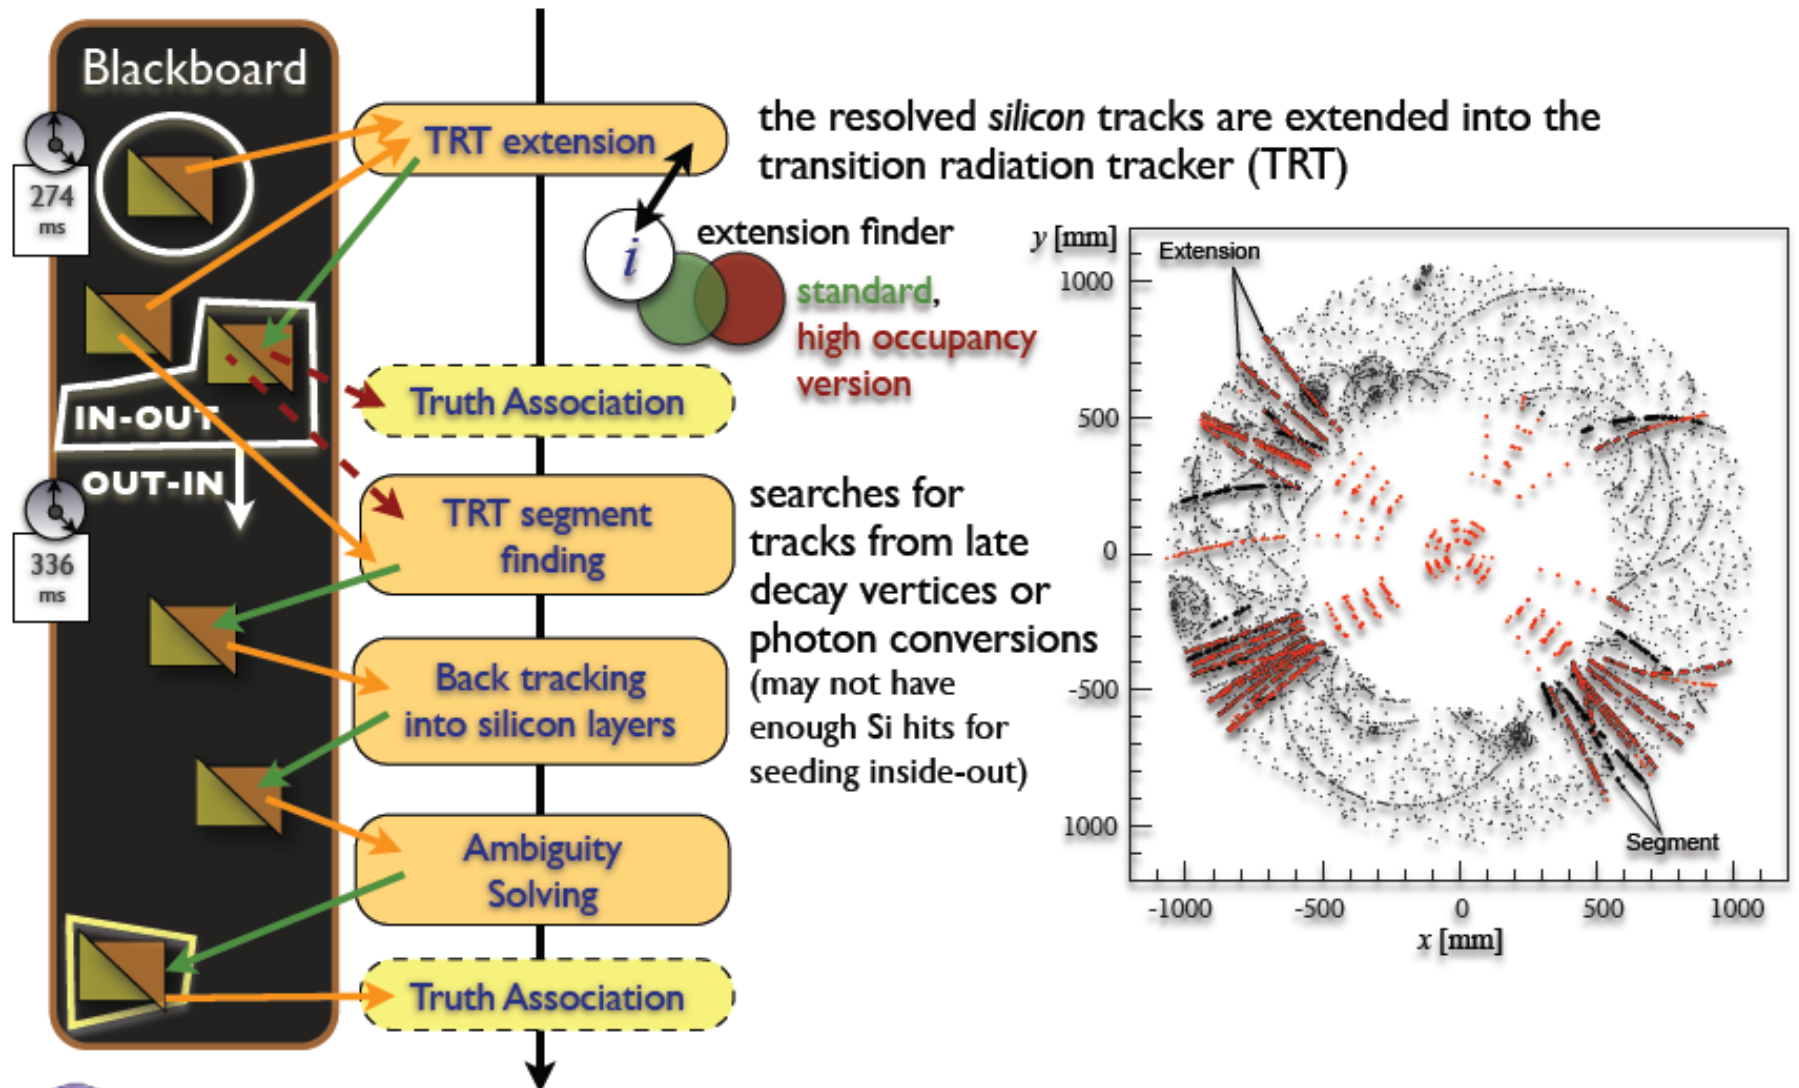 Blackboard
274
ms
IN-OUT
OUT-IN
336
ms
TRT extension
the resolved silicon tracks are extended into the
transition radiation tracker (TRT)
i
extension finder
standard,
high occupancy
version
Truth Association
TRT segment
finding
searches for
tracks from late
decay vertices or
photon conversions
(may not have
enough Si hits for
seeding inside-out)
Back tracking
into silicon layers
Ambiguity
Solving
Truth Association
y [mm]
Extension
1000
500
0
-500
1000
Segment
-1000 -500 0 500 1000
x [mm]